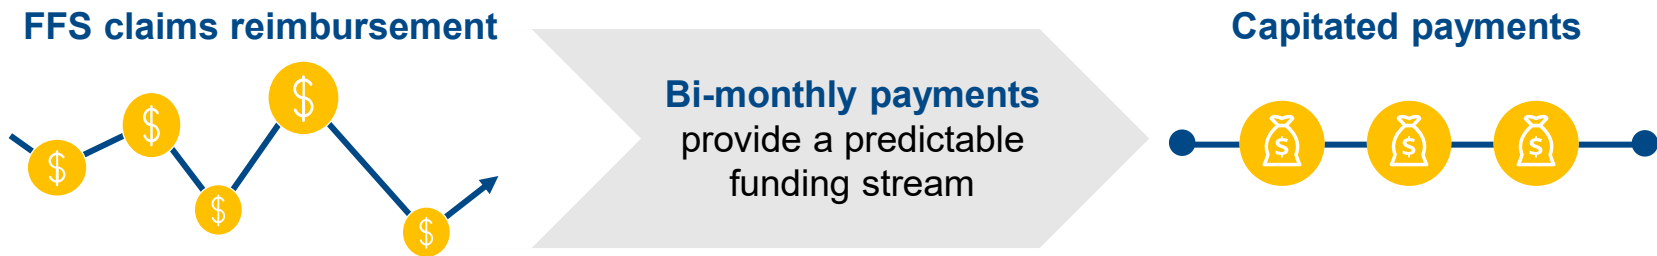 FFS claims reimbursement
$
$
$
$
$
Bi-monthly payments
provide a predictable
funding stream
Capitated payments
$
$
$